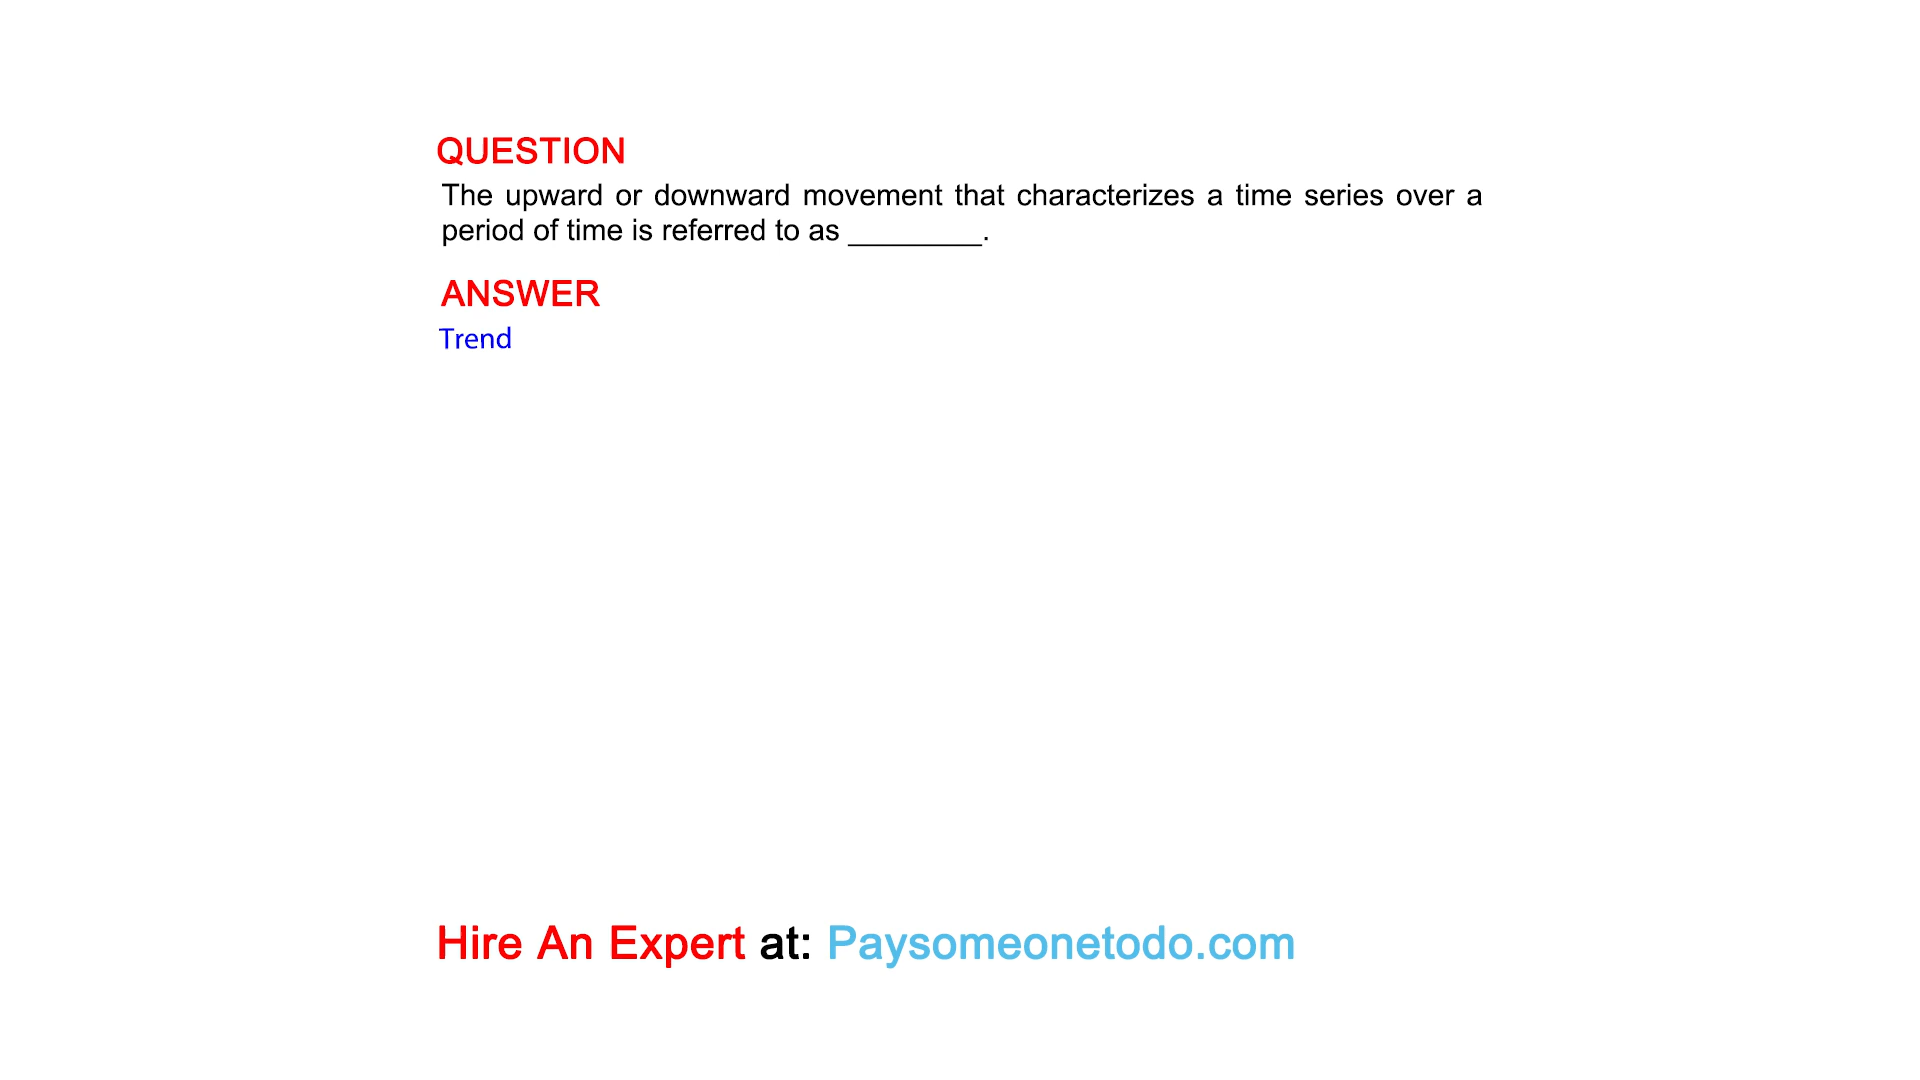 QUESTION
The upward or downward movement that characterizes a time series over a
period of time is referred to as ________.
ANSWER
Trend
Hire An Expert at: Paysomeonetodo.com